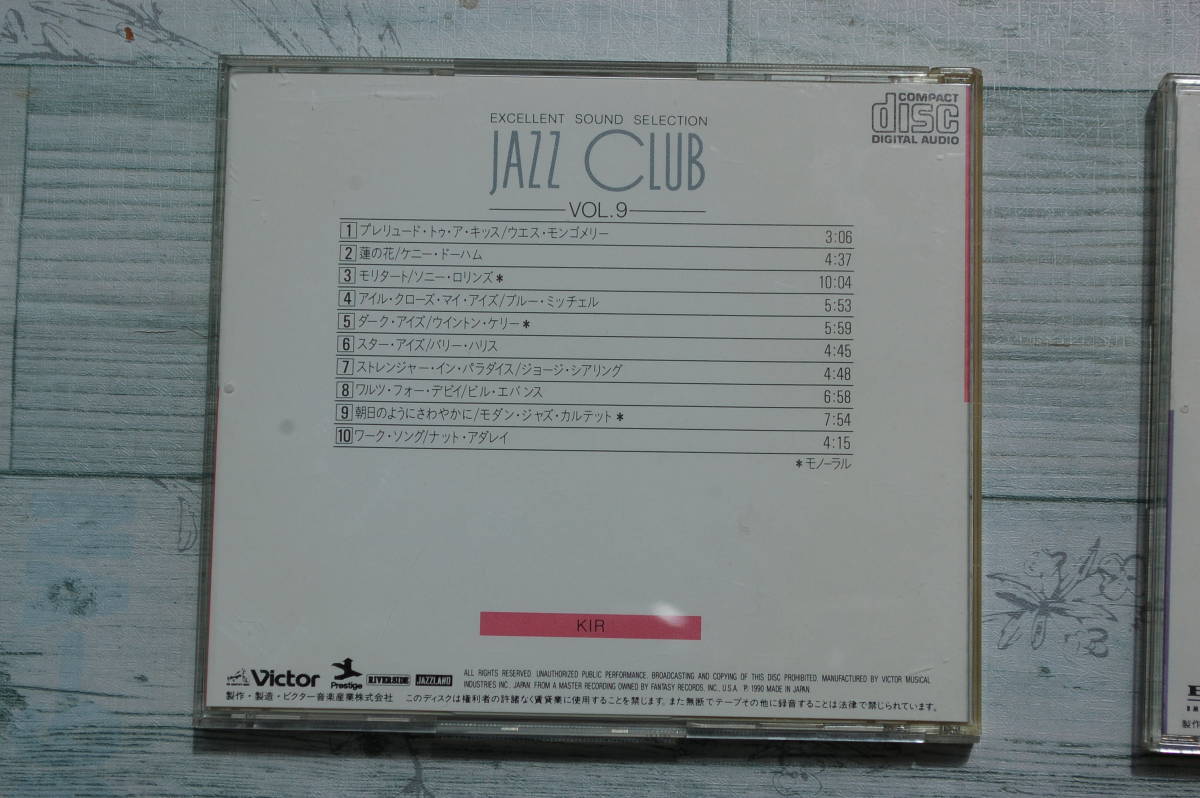 EXCELLENT SOUND SELECTION
JAZZ CLUB
VOL.9
COMPACT
disc
DIGITAL AUDIO
1 プレリュード・トゥ・ア・キッス/ウエス・モンゴメリー 3:06
2 蓮の花/ケニー・ドーハム 4:37
3 モリタート/ソニー・ロリンズ* 10:04
4 アイル・クローズ・マイ・アイズ/ブルー・ミッチェル 5:53
5 ダーク・アイズ/ウイントン・ケリー* 5:59
6 スター・アイズ/バリー・ハリス 4:45
7 ストレンジャー・イン・パラダイス/ジョージ・シアリング 4:48
8 ワルツ・フォー・デビイ/ビル・エバンス 6:58
9 朝日のようにさわやかに/モダン・ジャズ・カルテット* 7:54
10 ワーク・ソング/ナット・アダレイ 4:15
*モノーラル
KIR
Victor Prestige RIVERSIDE JAZZLAND
ALL RIGHTS RESERVED. UNAUTHORIZED PUBLIC PERFORMANCE, BROADCASTING AND COPYING OF THIS DISC PROHIBITED. MANUFACTURED BY VICTOR MUSICAL
INDUSTRIES INC., JAPAN. FROM A MASTER RECORDING OWNED BY FANTASY RECORDS, INC., U.S.A. ℗ 1990 MADE IN JAPAN
製作・製造・ビクター音楽産業株式会社 このディスクは権利者の許諾なく賃貸業に使用することを禁じます。また無断でテープその他に録音することは法律で禁じられています。
製作